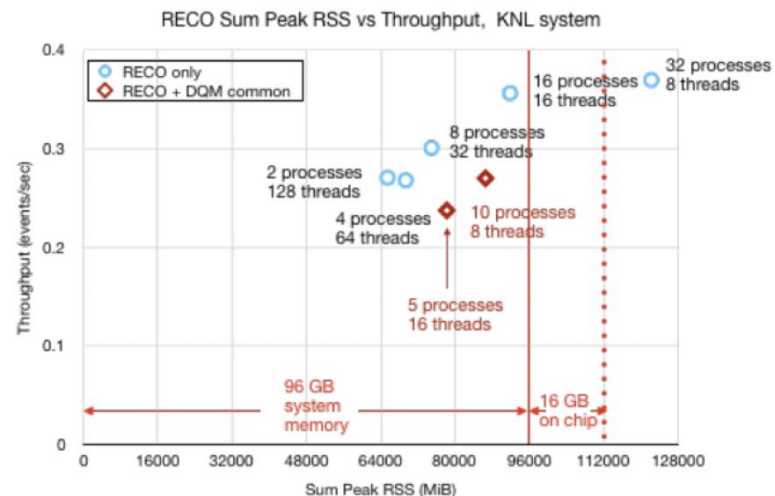 RECO Sum Peak RSS vs Throughput, KNL system
RECO only
RECO + DQM common
Throughput (events/sec)
0.4
0.3
0.2
0.1
0
32 processes
8 threads
16 processes
16 threads
8 processes
32 threads
2 processes
128 threads
4 processes
64 threads
10 processes
8 threads
5 processes
16 threads
96 GB
system
memory
16 GB
on chip
0 16000 32000 48000 64000 80000 96000 112000 128000
Sum Peak RSS (MiB)